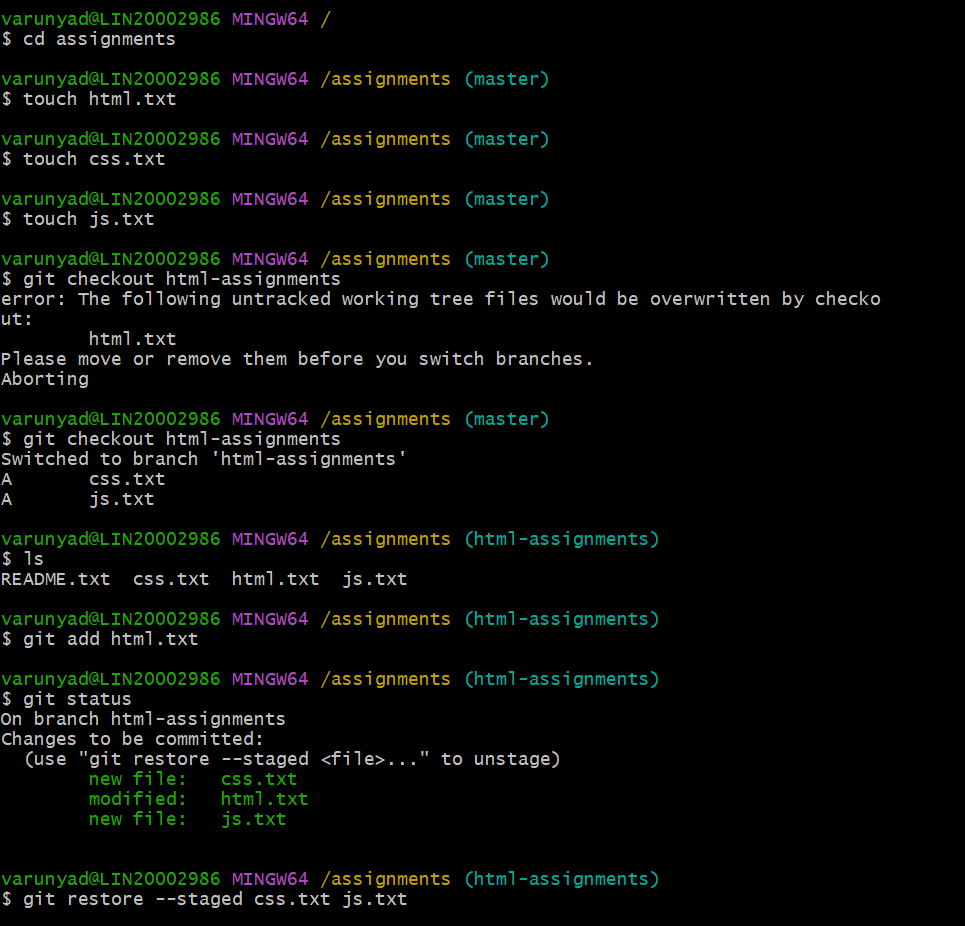 varunyad@LIN20002986 MINGW64 /
$ cd assignments
varunyad@LIN20002986 MINGW64 /assignments (master)
$ touch html.txt
varunyad@LIN20002986 MINGW64 /assignments (master)
$ touch css.txt
varunyad@LIN20002986 MINGW64 /assignments (master)
$ touch js.txt
varunyad@LIN20002986 MINGW64 /assignments (master)
$ git checkout html-assignments
error: The following untracked working tree files would be overwritten by checko
ut:
        html.txt
Please move or remove them before you switch branches.
Aborting
varunyad@LIN20002986 MINGW64 /assignments (master)
$ git checkout html-assignments
Switched to branch 'html-assignments'
A       css.txt
A       js.txt
varunyad@LIN20002986 MINGW64 /assignments (html-assignments)
$ ls
README.txt  css.txt  html.txt  js.txt
varunyad@LIN20002986 MINGW64 /assignments (html-assignments)
$ git add html.txt
varunyad@LIN20002986 MINGW64 /assignments (html-assignments)
$ git status
On branch html-assignments
Changes to be committed:
  (use "git restore --staged <file>..." to unstage)
        new file:   css.txt
        modified:   html.txt
        new file:   js.txt
varunyad@LIN20002986 MINGW64 /assignments (html-assignments)
$ git restore --staged css.txt js.txt